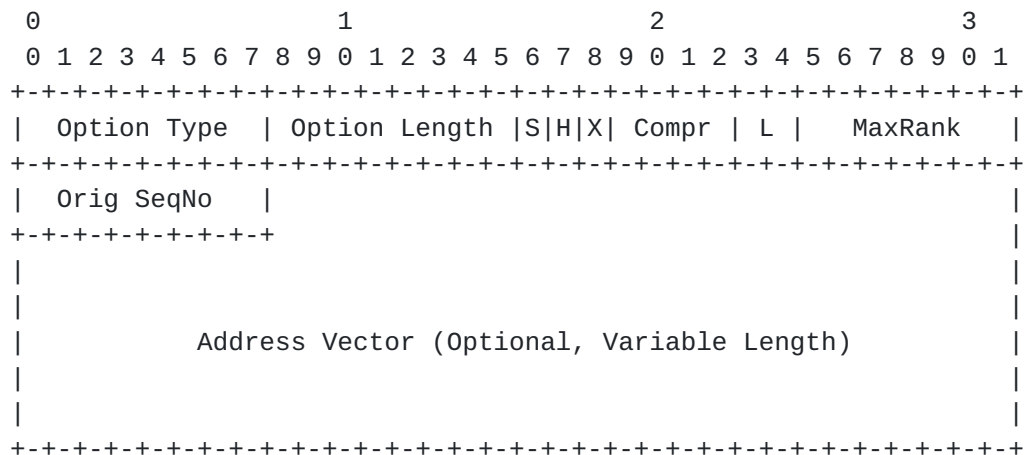 0                   1                   2                   3
 0 1 2 3 4 5 6 7 8 9 0 1 2 3 4 5 6 7 8 9 0 1 2 3 4 5 6 7 8 9 0 1
+-+-+-+-+-+-+-+-+-+-+-+-+-+-+-+-+-+-+-+-+-+-+-+-+-+-+-+-+-+-+-+-+
|  Option Type  | Option Length |S|H|X| Compr | L |   MaxRank   |
+-+-+-+-+-+-+-+-+-+-+-+-+-+-+-+-+-+-+-+-+-+-+-+-+-+-+-+-+-+-+-+-+
|  Orig SeqNo   |                                               |
+-+-+-+-+-+-+-+-+                                               |
|                                                               |
|                                                               |
|           Address Vector (Optional, Variable Length)          |
|                                                               |
|                                                               |
+-+-+-+-+-+-+-+-+-+-+-+-+-+-+-+-+-+-+-+-+-+-+-+-+-+-+-+-+-+-+-+-+